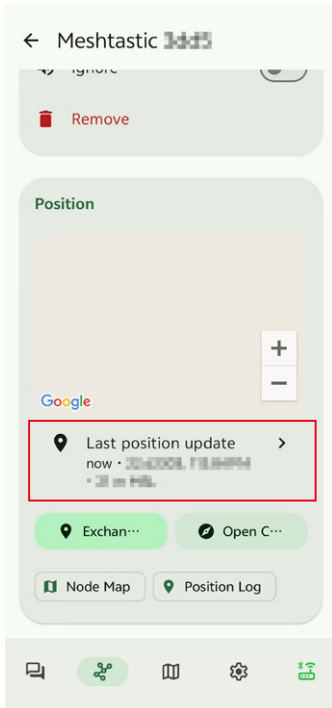 Meshtastic
Ignore
Remove
Position
+
−
Google
Last position update
now •
Exchan…
Open C…
Node Map
Position Log